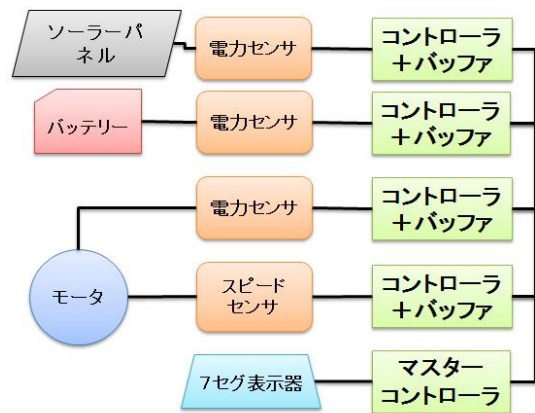 ソーラーパ
ネル
電力センサ
コントローラ
+バッファ
バッテリー
電力センサ
コントローラ
+バッファ
電力センサ
コントローラ
+バッファ
モータ
スピード
センサ
コントローラ
+バッファ
7セグ表示器
マスター
コントローラ